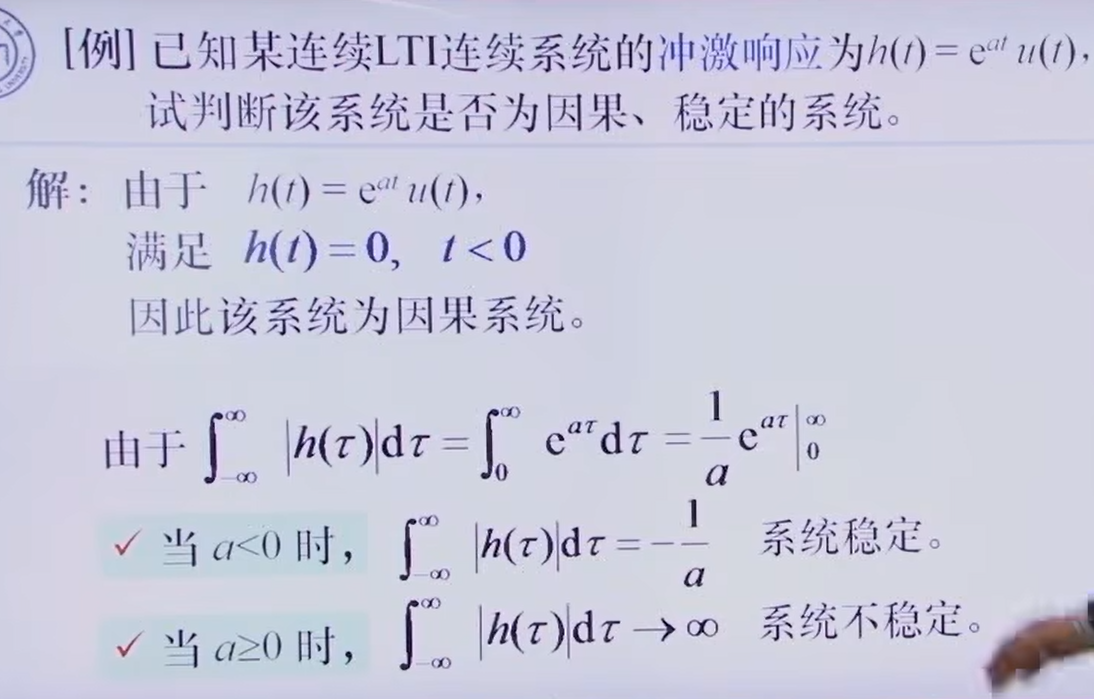 [例] 已知某连续LTI连续系统的冲激响应为h(t) = e^{at} u(t),
试判断该系统是否为因果、稳定的系统。
解： 由于 h(t) = e^{at} u(t),
满足 h(t) = 0, t < 0
因此该系统为因果系统。
由于 ∫_{-∞}^{∞} |h(τ)|dτ = ∫_0^{∞} e^{aτ} dτ = \frac{1}{a} e^{aτ} |_0^{∞}
✓ 当 a<0 时， ∫_{-∞}^{∞} |h(τ)|dτ = -\frac{1}{a} 系统稳定。
✓ 当 a≥0 时， ∫_{-∞}^{∞} |h(τ)|dτ → ∞ 系统不稳定。